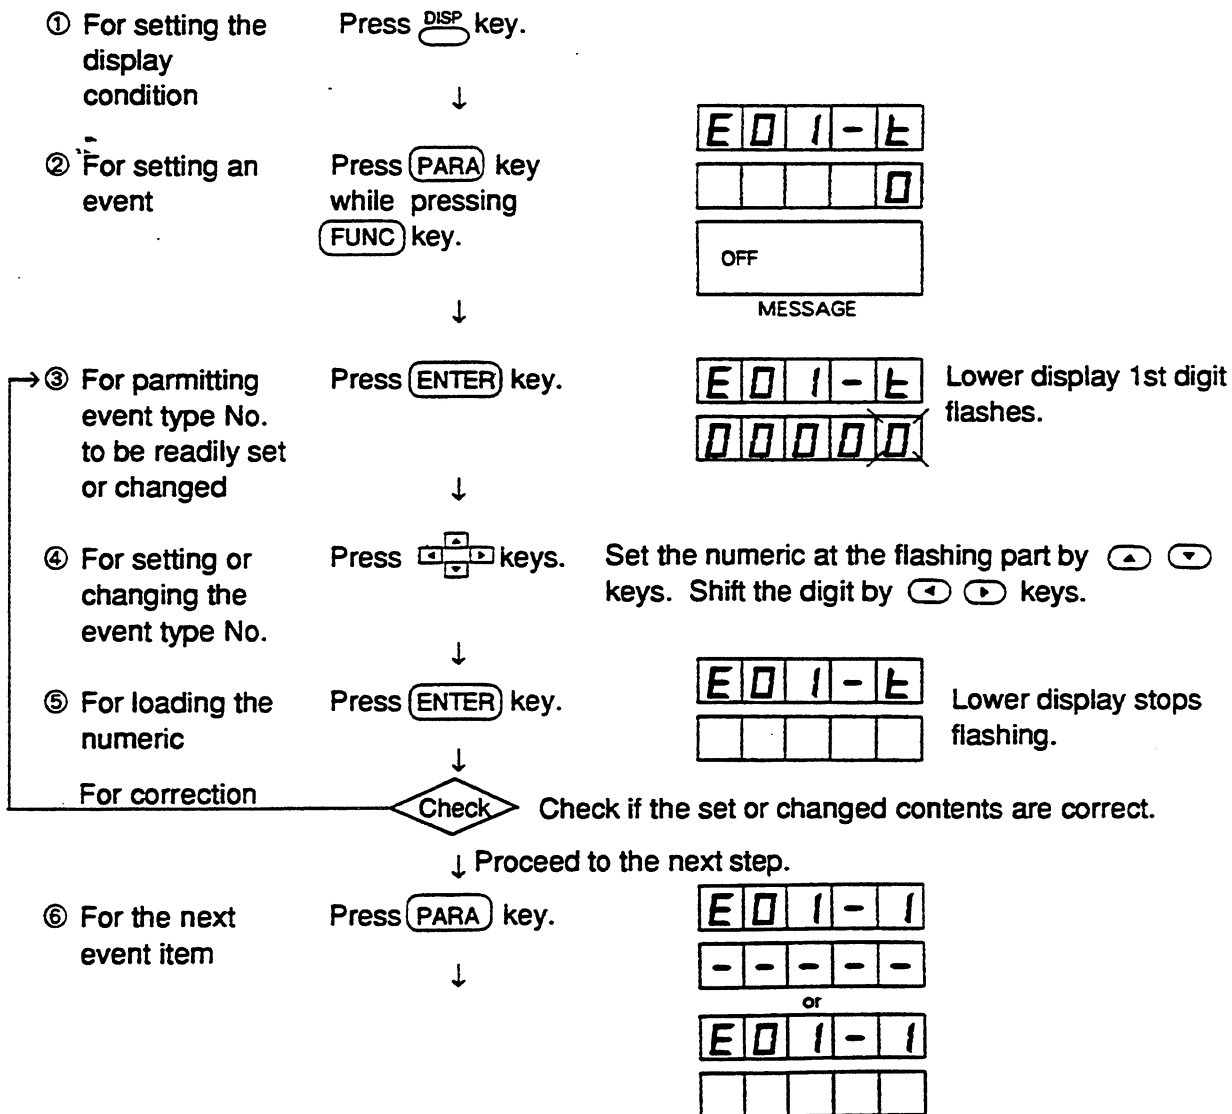 ① For setting the display condition
Press DISP key.
↓
② For setting an event
Press PARA key while pressing FUNC key.
E01-t
0
OFF
MESSAGE
↓
→③ For parmitting event type No. to be readily set or changed
Press ENTER key.
E01-t
00000
Lower display 1st digit flashes.
↓
④ For setting or changing the event type No.
Press ▲ ◄ ► ▼ keys.
Set the numeric at the flashing part by ▲ ▼
keys. Shift the digit by ◄ ► keys.
↓
⑤ For loading the numeric
Press ENTER key.
E01-t
Lower display stops flashing.
↓
For correction
Check
Check if the set or changed contents are correct.
↓ Proceed to the next step.
⑥ For the next event item
Press PARA key.
E01-1
-----
or
E01-1
↓